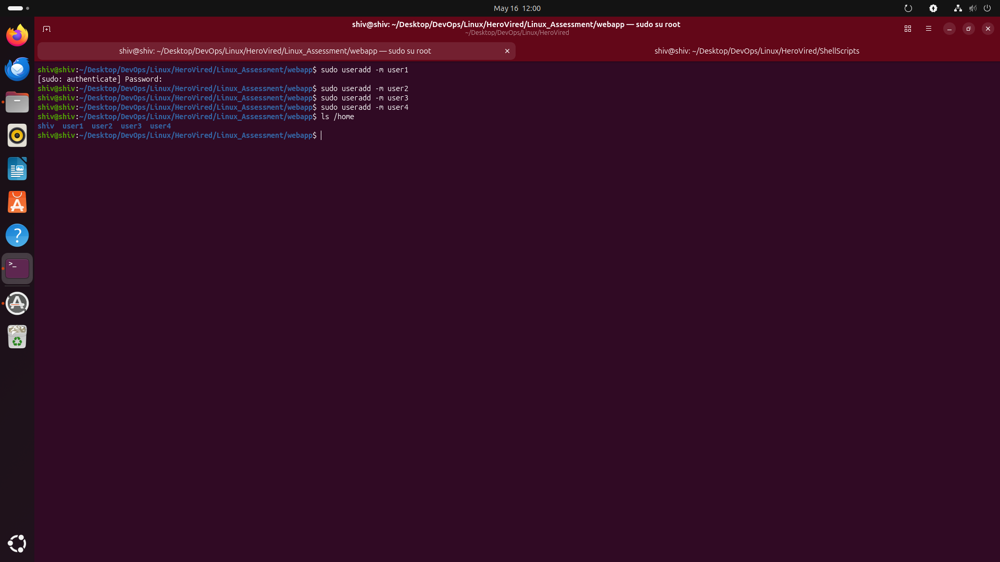 May 16 12:00
shiv@shiv: ~/Desktop/DevOps/Linux/HeroVired/Linux_Assessment/webapp — sudo su root
~/Desktop/DevOps/Linux/HeroVired
shiv@shiv: ~/Desktop/DevOps/Linux/HeroVired/Linux_Assessment/webapp — sudo su root
shiv@shiv: ~/Desktop/DevOps/Linux/HeroVired/ShellScripts
shiv@shiv:~/Desktop/DevOps/Linux/HeroVired/Linux_Assessment/webapp$ sudo useradd -m user1
[sudo: authenticate] Password:
shiv@shiv:~/Desktop/DevOps/Linux/HeroVired/Linux_Assessment/webapp$ sudo useradd -m user2
shiv@shiv:~/Desktop/DevOps/Linux/HeroVired/Linux_Assessment/webapp$ sudo useradd -m user3
shiv@shiv:~/Desktop/DevOps/Linux/HeroVired/Linux_Assessment/webapp$ sudo useradd -m user4
shiv@shiv:~/Desktop/DevOps/Linux/HeroVired/Linux_Assessment/webapp$ ls /home
shiv user1 user2 user3 user4
shiv@shiv:~/Desktop/DevOps/Linux/HeroVired/Linux_Assessment/webapp$